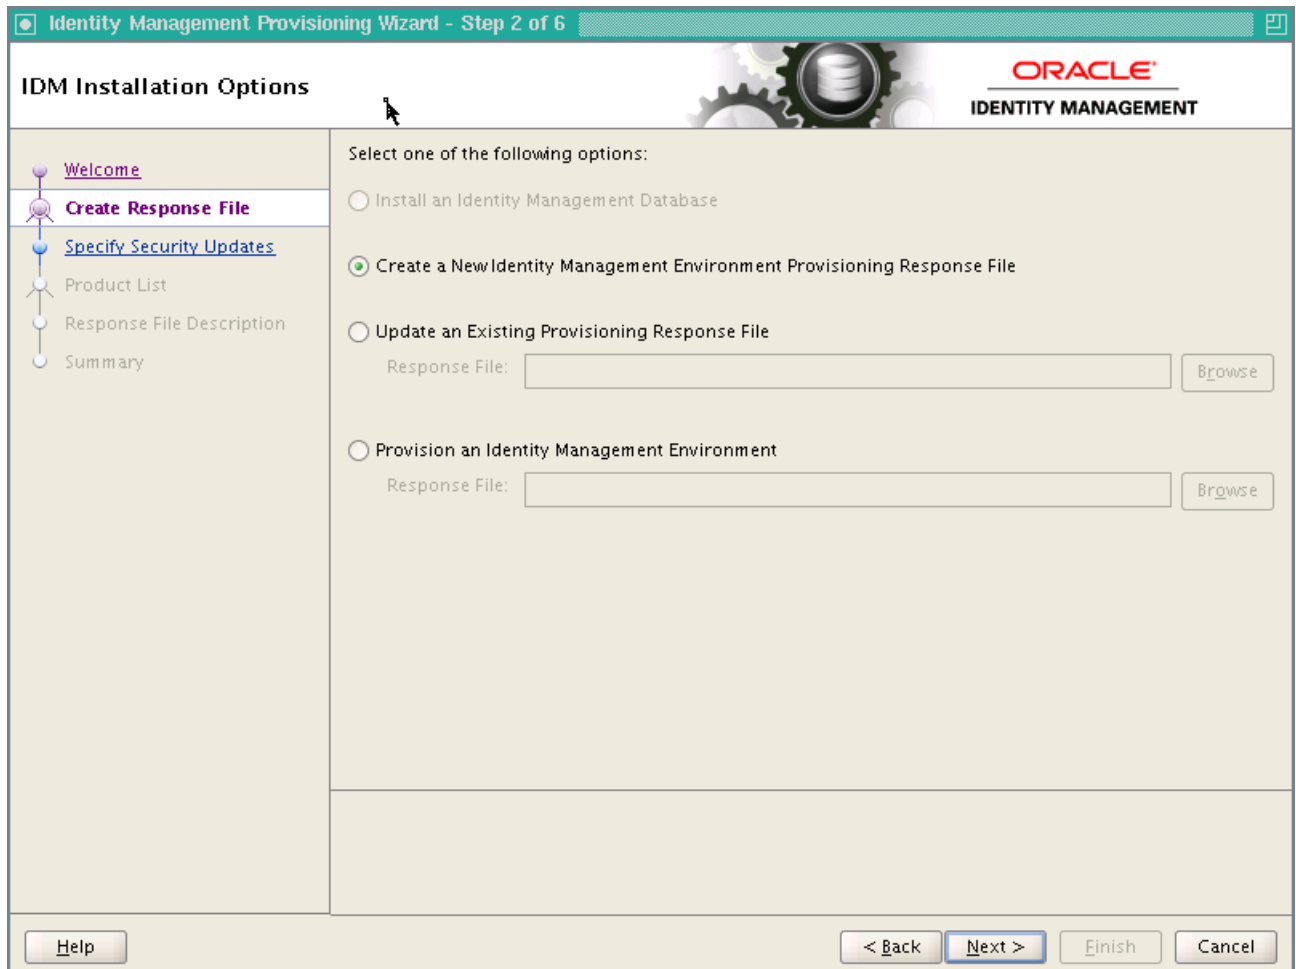 Identity Management Provisioning Wizard - Step 2 of 6
IDM Installation Options
ORACLE
IDENTITY MANAGEMENT
Welcome
Create Response File
Specify Security Updates
Product List
Response File Description
Summary
Select one of the following options:
Install an Identity Management Database
Create a New Identity Management Environment Provisioning Response File
Update an Existing Provisioning Response File
Response File:
Browse
Provision an Identity Management Environment
Response File:
Browse
Help
< Back
Next >
Finish
Cancel